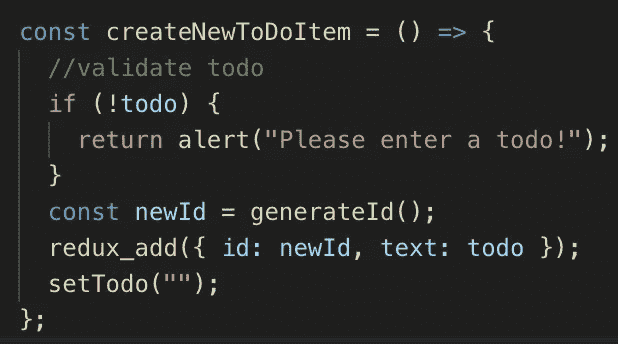 const createNewToDoItem = () => {
  //validate todo
  if (!todo) {
    return alert("Please enter a todo!");
  }
  const newId = generateId();
  redux_add({ id: newId, text: todo });
  setTodo("");
};